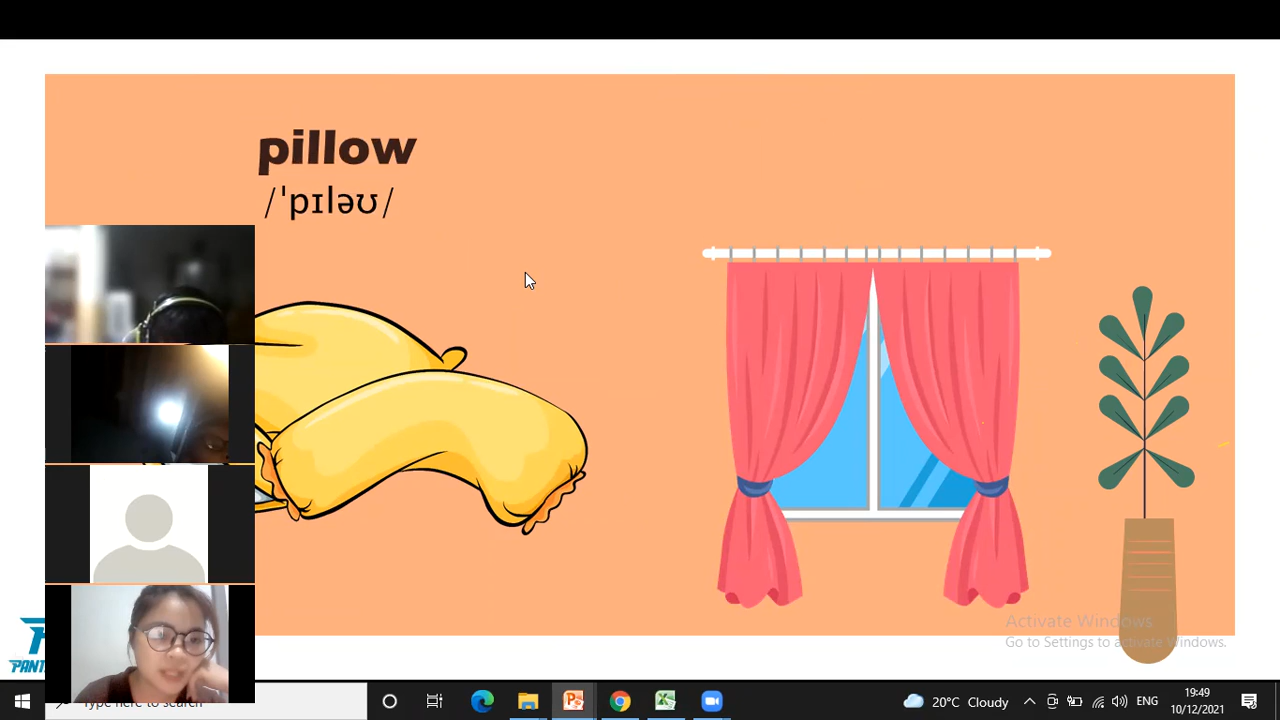 pillow
/ˈpɪləʊ/
Activate Windows
Go to Settings to activate Windows.
PANT
Type here to search
20°C Cloudy
ENG
19:49
10/12/2021